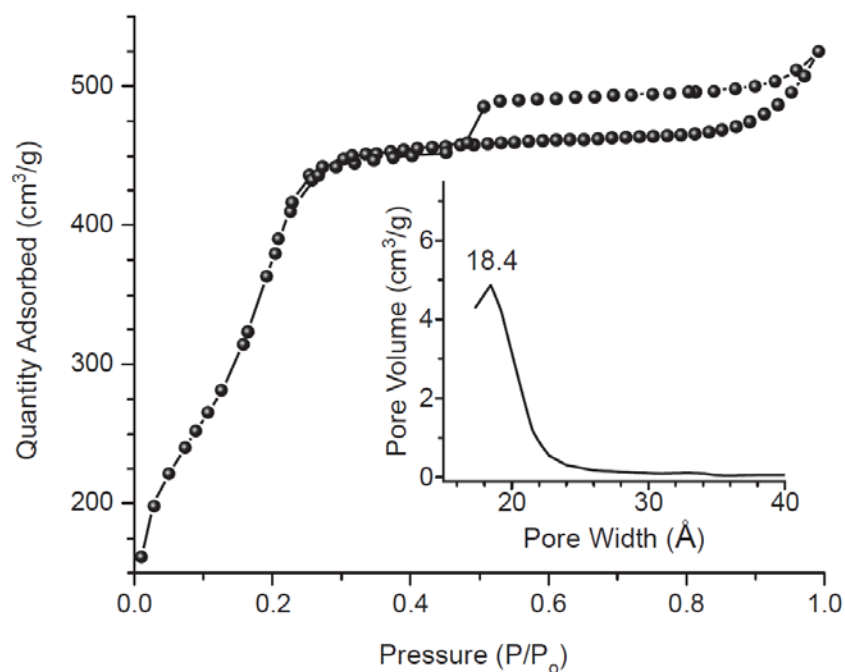 Quantity Adsorbed (cm³/g)
500
400
300
200
0.0 0.2 0.4 0.6 0.8 1.0
Pressure (P/Pₒ)
Pore Volume (cm³/g)
6
4
2
0
18.4
20 30 40
Pore Width (Å)